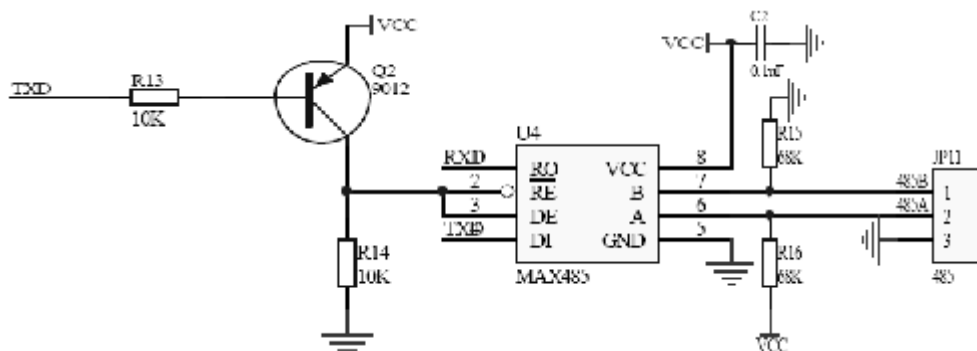 VCC
TXD
R13
10K
Q2
9012
R14
10K
U4
RXD
2
3
TXD
RO
RE
DE
DI
VCC
B
A
GND
8
7
6
5
MAX485
VCC
C2
R15
68K
R16
68K
VCC
485B
485A
JP11
1
2
3
485